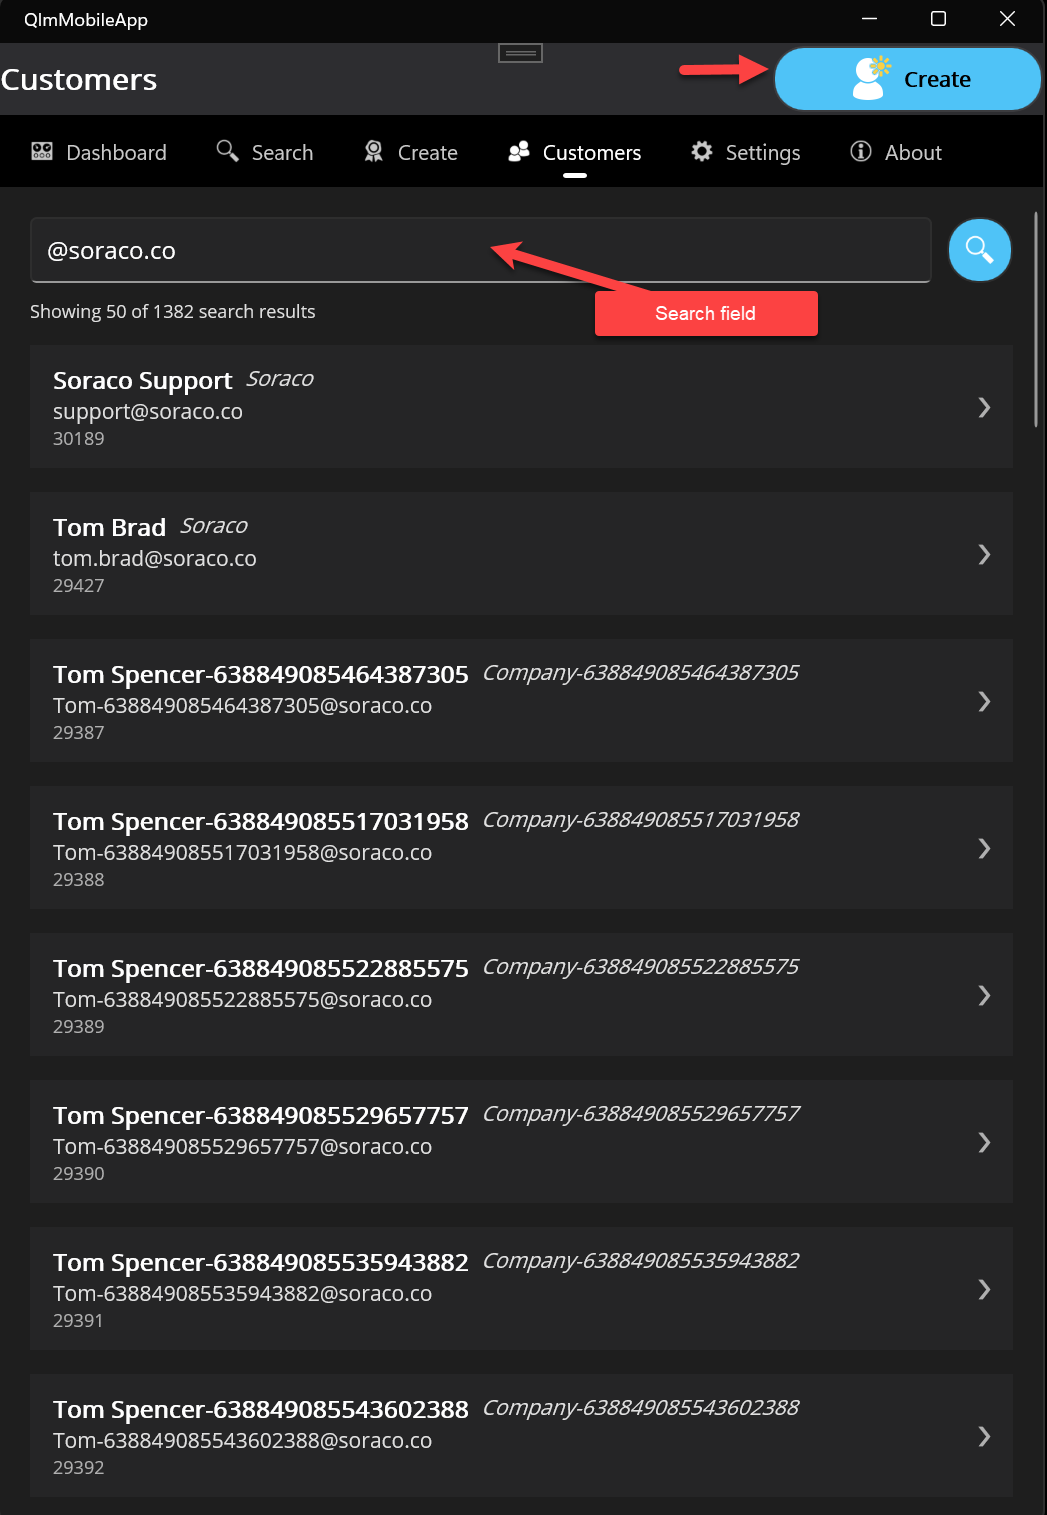 QlmMobileApp
Customers
Create
Dashboard Search Create Customers Settings About
@soraco.co
Showing 50 of 1382 search results
Search field
Soraco Support Soraco
support@soraco.co
30189
Tom Brad Soraco
tom.brad@soraco.co
29427
Tom Spencer-638849085464387305 Company-638849085464387305
Tom-638849085464387305@soraco.co
29387
Tom Spencer-638849085517031958 Company-638849085517031958
Tom-638849085517031958@soraco.co
29388
Tom Spencer-638849085522885575 Company-638849085522885575
Tom-638849085522885575@soraco.co
29389
Tom Spencer-638849085529657757 Company-638849085529657757
Tom-638849085529657757@soraco.co
29390
Tom Spencer-638849085535943882 Company-638849085535943882
Tom-638849085535943882@soraco.co
29391
Tom Spencer-638849085543602388 Company-638849085543602388
Tom-638849085543602388@soraco.co
29392